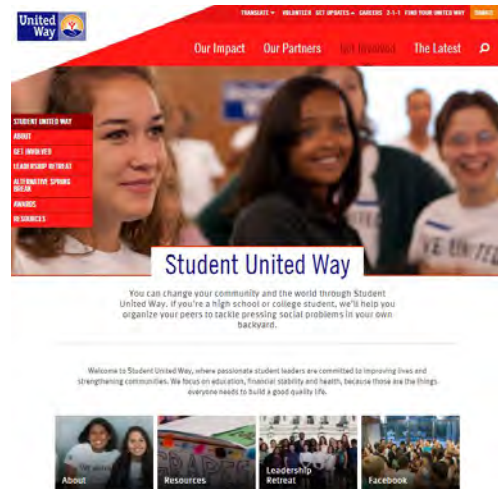 United
Way
TRANSLATE
VOLUNTEER
GET UPDATES
CAREERS
2-1-1
FIND YOUR UNITED WAY
DONATE
Our Impact
Our Partners
Get Involved
The Latest
STUDENT UNITED WAY
ABOUT
GET INVOLVED
LEADERSHIP RETREAT
ALTERNATIVE SPRING
BREAK
AWARDS
RESOURCES
Student United Way
You can change your community and the world through Student
United Way. If you're a high school or college student, we'll help you
organize your peers to tackle pressing social problems in your own
backyard.
Welcome to Student United Way, where passionate student leaders are committed to improving lives and
strengthening communities. We focus on education, financial stability and health, because those are the things
everyone needs to build a good quality life.
About
Resources
Leadership
Retreat
Facebook